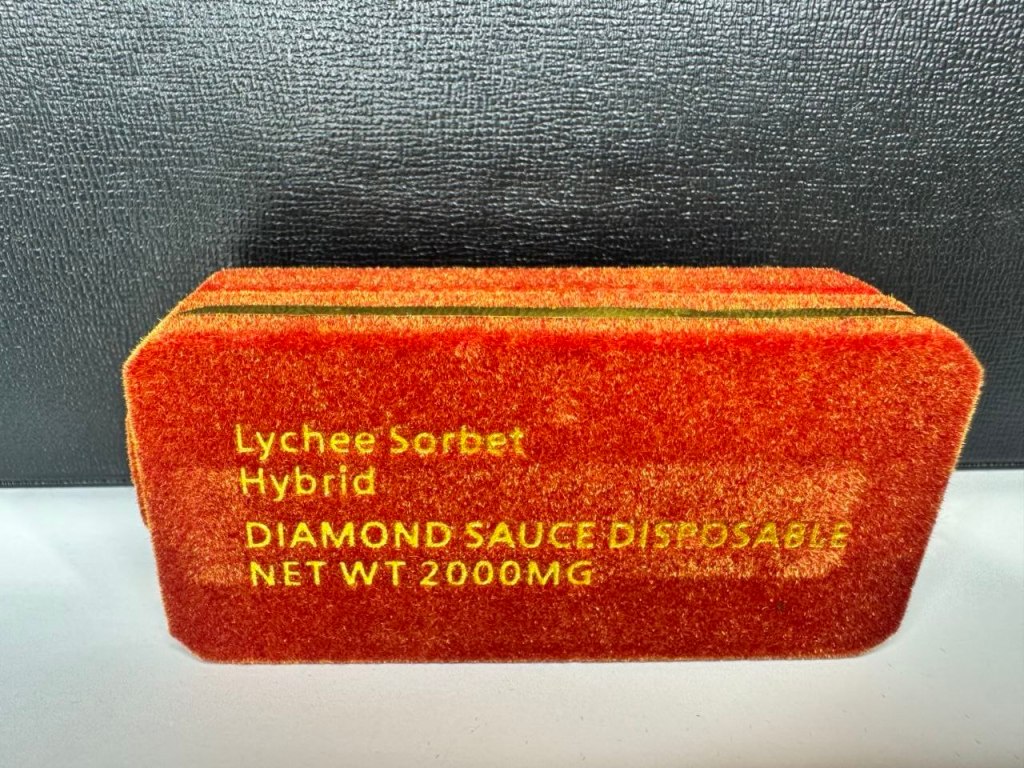 Lychee Sorbet
Hybrid
DIAMOND SAUCE DISPOSABLE
NET WT 2000MG